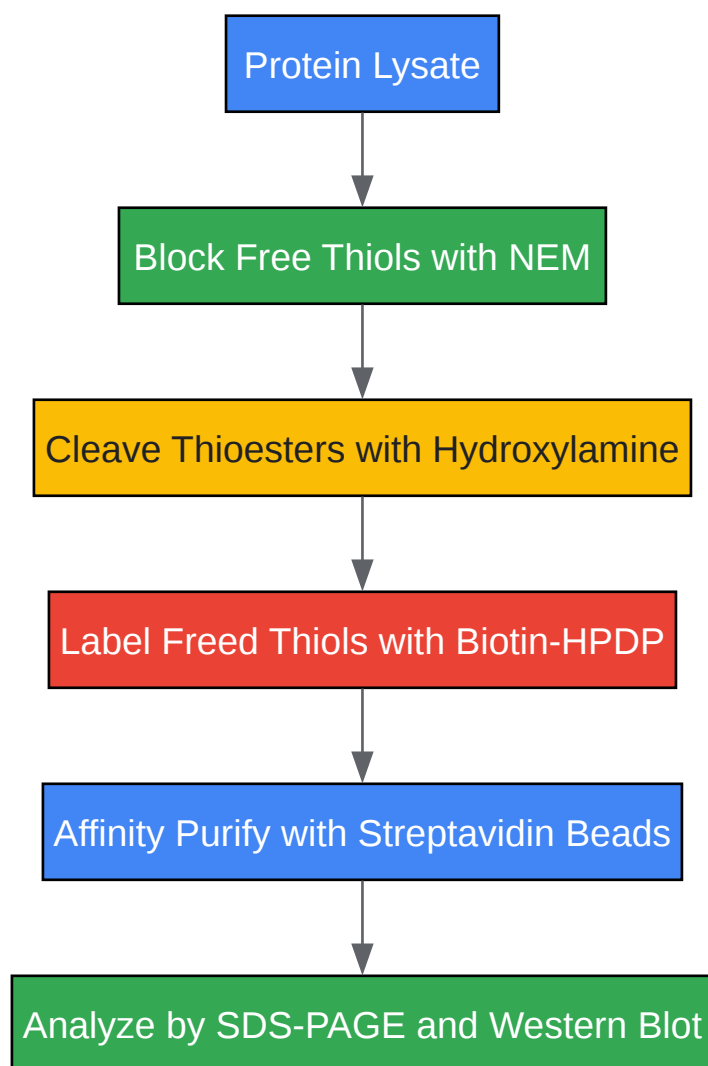 Protein Lysate
Block Free Thiols with NEM
Cleave Thioesters with Hydroxylamine
Label Freed Thiols with Biotin-HPDP
Affinity Purify with Streptavidin Beads
Analyze by SDS-PAGE and Western Blot